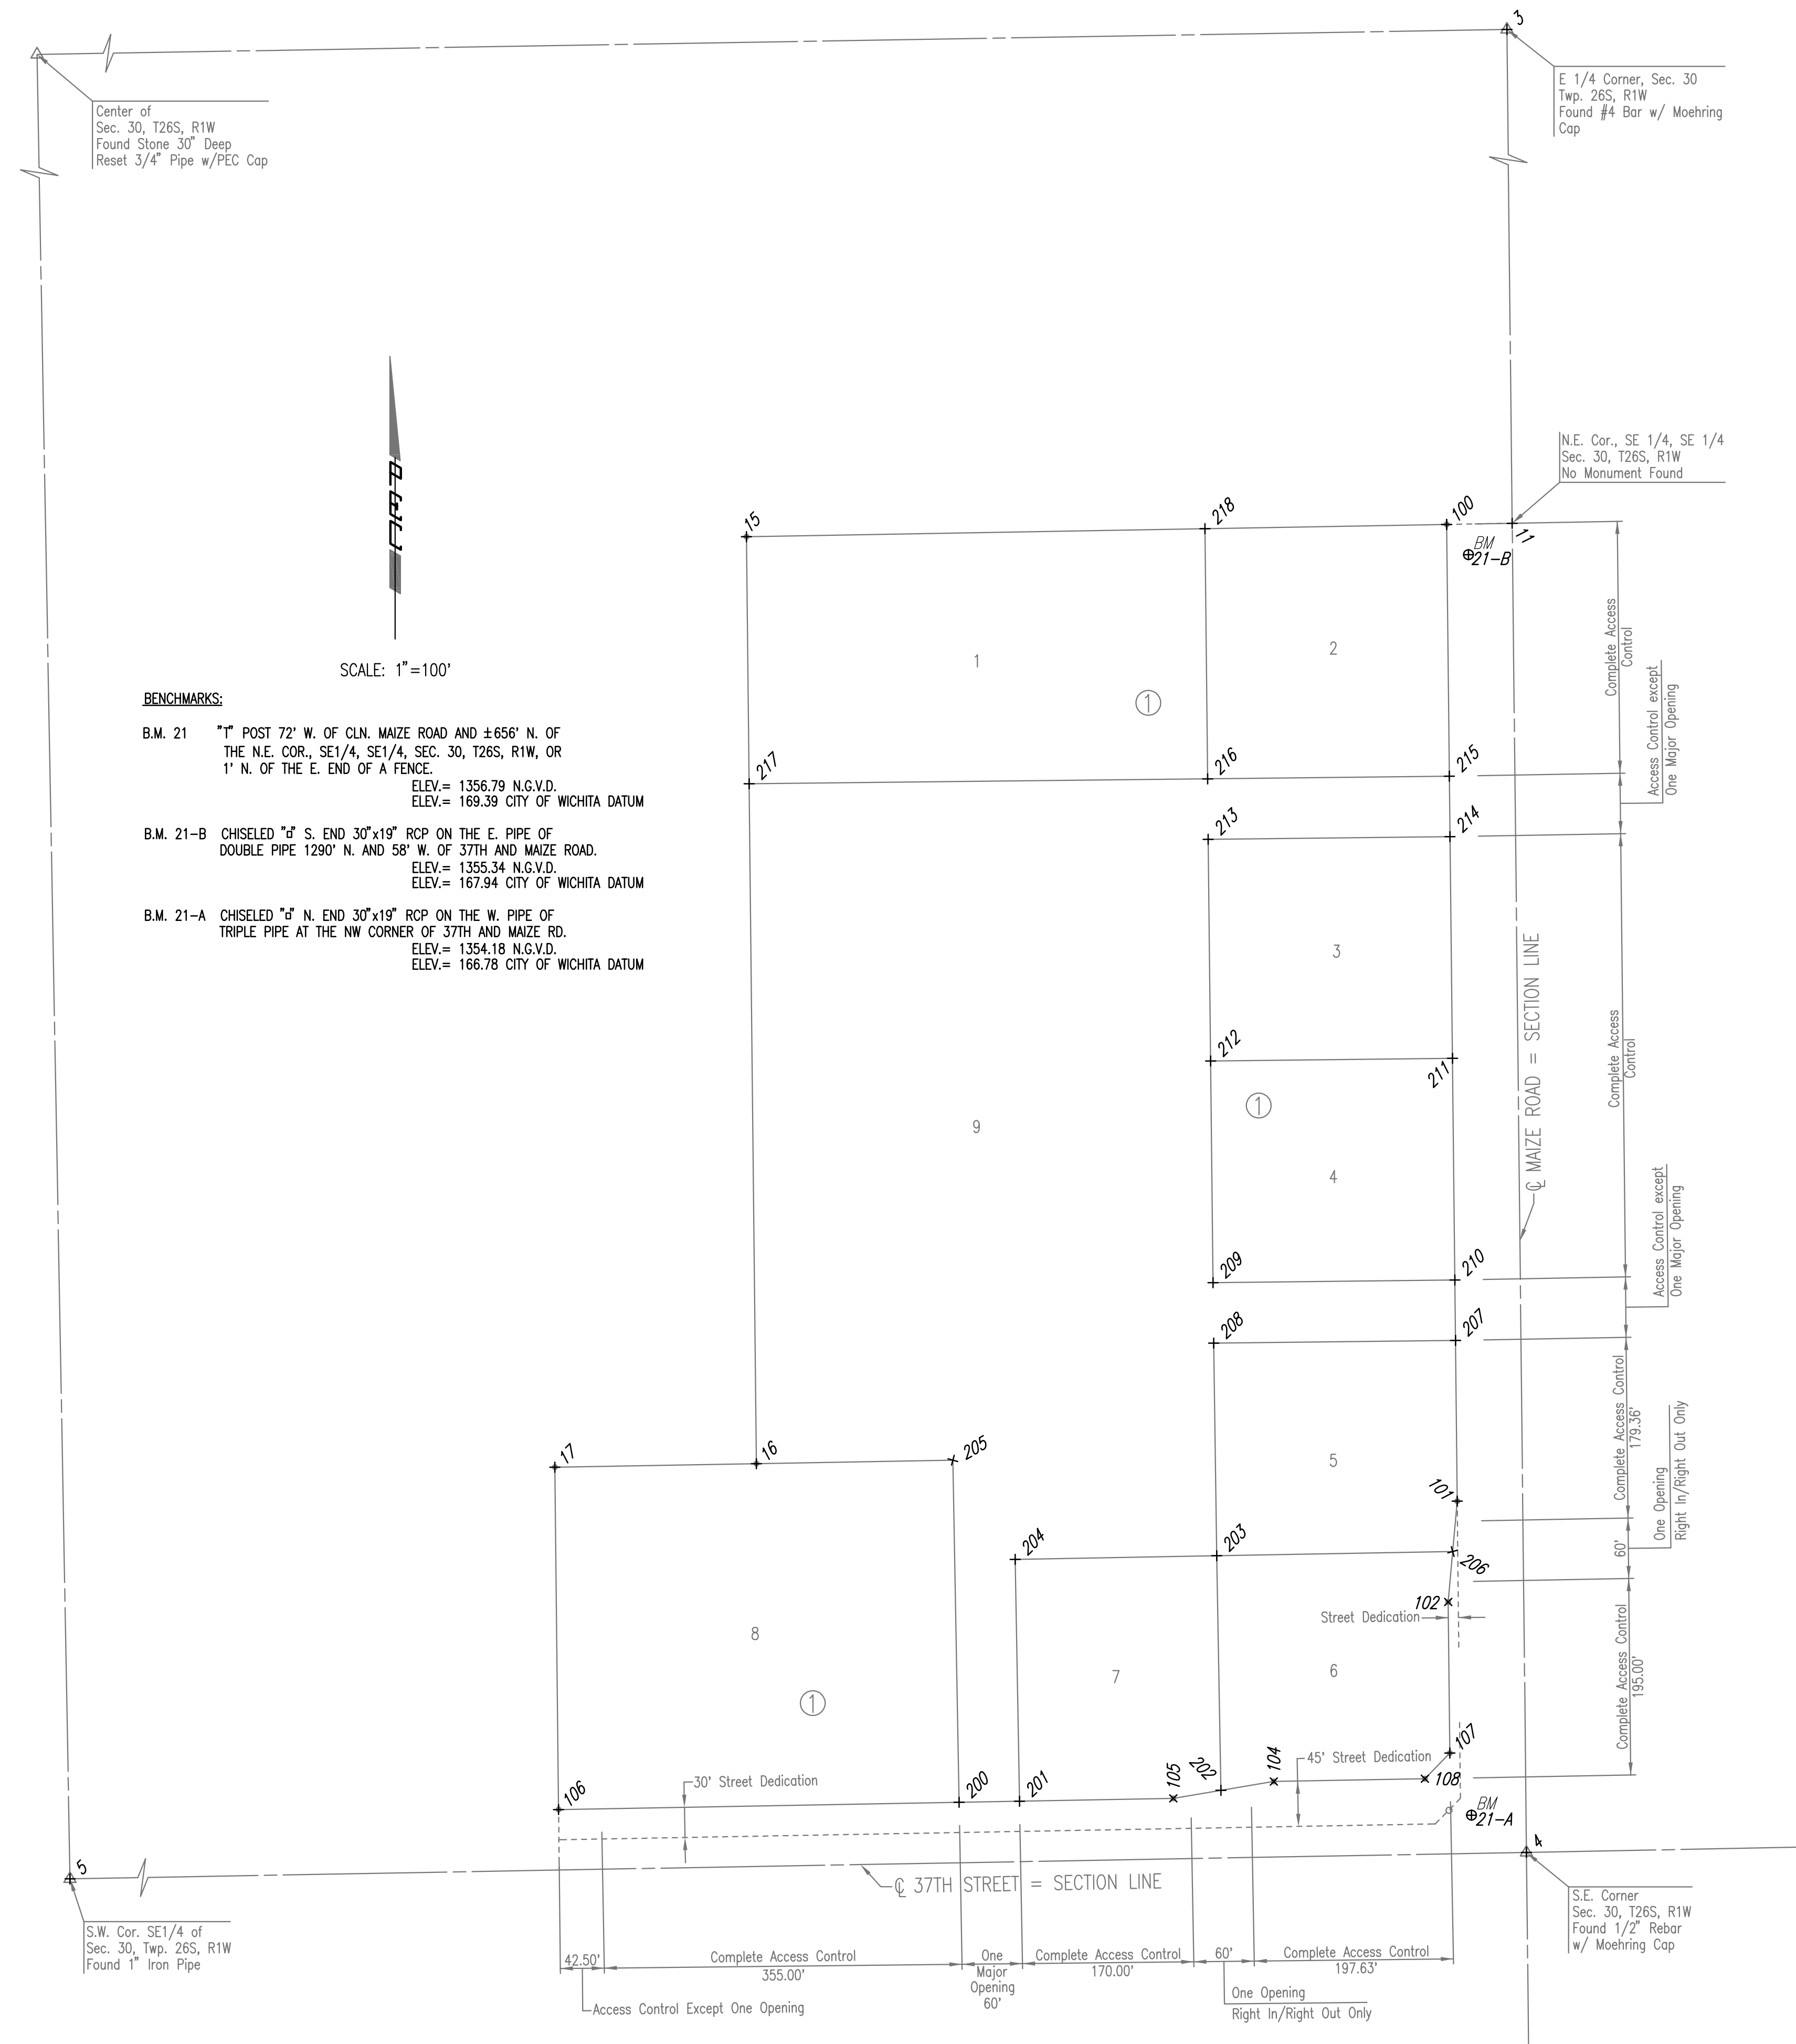 3
E 1/4 Corner, Sec. 30
Twp. 26S, R1W
Found #4 Bar w/ Moehring
Cap
Center of
Sec. 30, T26S, R1W
Found Stone 30" Deep
Reset 3/4" Pipe w/PEC Cap
N.E. Cor., SE 1/4, SE 1/4
Sec. 30, T26S, R1W
No Monument Found
15
218
100
11
BM
21-B
1
2
1
217
216
215
213
214
3
212
211
1
9
4
209
210
208
207
SCALE: 1"=100'
BENCHMARKS:
B.M. 21 "T" POST 72' W. OF CLN. MAIZE ROAD AND ±656' N. OF
THE N.E. COR., SE1/4, SE1/4, SEC. 30, T26S, R1W, OR
1' N. OF THE E. END OF A FENCE.
ELEV.= 1356.79 N.G.V.D.
ELEV.= 169.39 CITY OF WICHITA DATUM
B.M. 21-B CHISELED "□" S. END 30"x19" RCP ON THE E. PIPE OF
DOUBLE PIPE 1290' N. AND 58' W. OF 37TH AND MAIZE ROAD.
ELEV.= 1355.34 N.G.V.D.
ELEV.= 167.94 CITY OF WICHITA DATUM
B.M. 21-A CHISELED "□" N. END 30"x19" RCP ON THE W. PIPE OF
TRIPLE PIPE AT THE NW CORNER OF 37TH AND MAIZE RD.
ELEV.= 1354.18 N.G.V.D.
ELEV.= 166.78 CITY OF WICHITA DATUM
Complete Access
Control
Access Control except
One Major Opening
Complete Access
Control
℄ MAIZE ROAD = SECTION LINE
Access Control except
One Major Opening
Complete Access Control
179.36'
One Opening
Right In/Right Out Only
60'
Complete Access Control
195.00'
17
16
205
5
101
204
203
206
102
Street Dedication
8
7
6
1
107
104
45' Street Dedication
202
105
108
30' Street Dedication
106
200
201
BM
21-A
4
5
℄ 37TH STREET = SECTION LINE
S.W. Cor. SE1/4 of
Sec. 30, Twp. 26S, R1W
Found 1" Iron Pipe
S.E. Corner
Sec. 30, T26S, R1W
Found 1/2" Rebar
w/ Moehring Cap
42.50'
Complete Access Control
355.00'
One
Major
Opening
60'
Complete Access Control
170.00'
60'
Complete Access Control
197.63'
Access Control Except One Opening
One Opening
Right In/Right Out Only